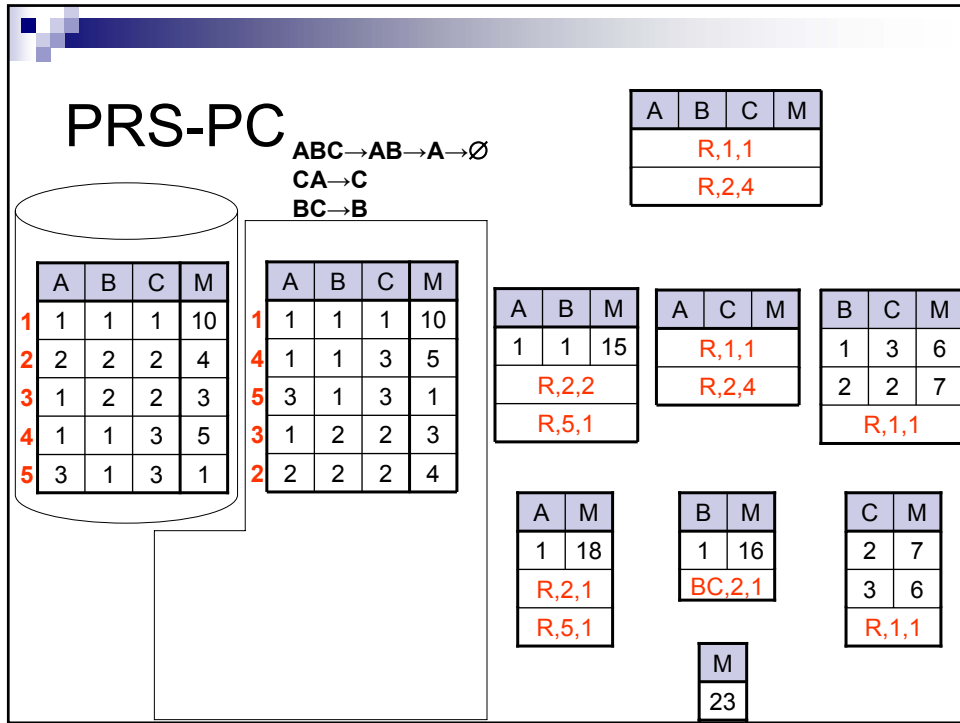 PRS-PC
ABC→AB→A→∅
CA→C
BC→B
A B C M
R,1,1
R,2,4
A B C M
1 1 1 1 10
2 2 2 2 4
3 1 2 2 3
4 1 1 3 5
5 3 1 3 1
A B C M
1 1 1 1 10
4 1 1 3 5
5 3 1 3 1
3 1 2 2 3
2 2 2 2 4
A B M
1 1 15
R,2,2
R,5,1
A C M
R,1,1
R,2,4
B C M
1 3 6
2 2 7
R,1,1
A M
1 18
R,2,1
R,5,1
B M
1 16
BC,2,1
C M
2 7
3 6
R,1,1
M
23